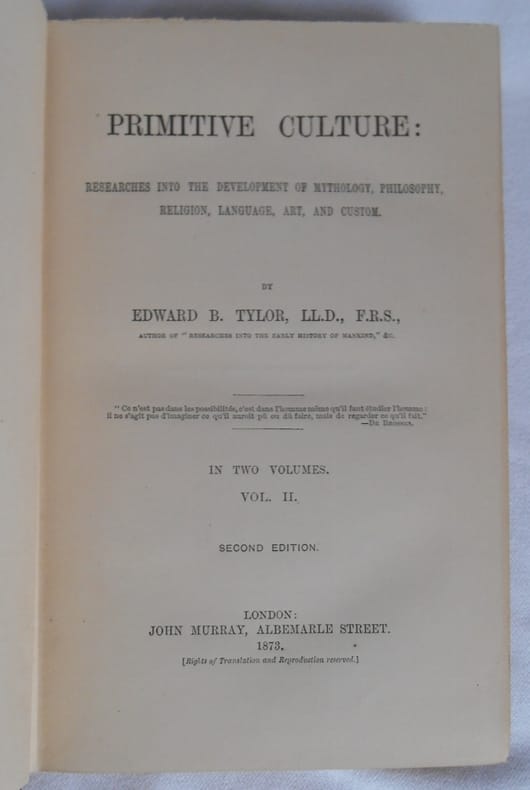 PRIMITIVE CULTURE:
RESEARCHES INTO THE DEVELOPMENT OF MYTHOLOGY, PHILOSOPHY,
RELIGION, LANGUAGE, ART, AND CUSTOM.
BY
EDWARD B. TYLOR, LL.D., F.R.S.,
AUTHOR OF "RESEARCHES INTO THE EARLY HISTORY OF MANKIND," &C.
"Ce n'est pas dans les possibilités, c'est dans l'homme même qu'il faut étudier l'homme:
il ne s'agit pas d'imaginer ce qu'il auroit pû ou dû faire, mais de regarder ce qu'il fait."
—DE BROSSES.
IN TWO VOLUMES.
VOL. II.
SECOND EDITION.
LONDON:
JOHN MURRAY, ALBEMARLE STREET.
1873.
[Rights of Translation and Reproduction reserved.]